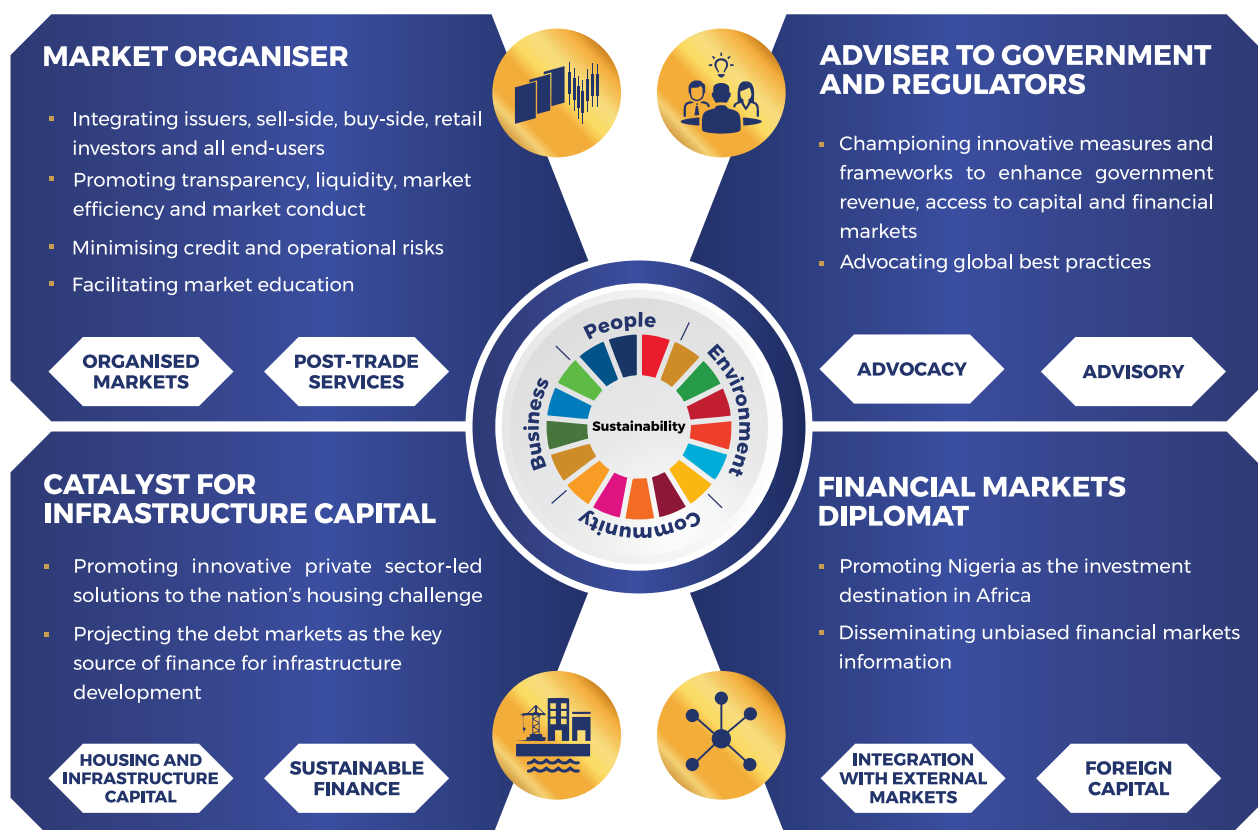 MARKET ORGANISER
Integrating issuers, sell-side, buy-side, retail
investors and all end-users
Promoting transparency, liquidity, market
efficiency and market conduct
Minimising credit and operational risks
Facilitating market education
ORGANISED
MARKETS
POST-TRADE
SERVICES
ADVISER TO GOVERNMENT
AND REGULATORS
Championing innovative measures and
frameworks to enhance government
revenue, access to capital and financial
markets
Advocating global best practices
ADVOCACY
ADVISORY
People
Environment
Community
Business
Sustainability
CATALYST FOR
INFRASTRUCTURE CAPITAL
Promoting innovative private sector-led
solutions to the nation's housing challenge
Projecting the debt markets as the key
source of finance for infrastructure
development
HOUSING AND
INFRASTRUCTURE
CAPITAL
SUSTAINABLE
FINANCE
FINANCIAL MARKETS
DIPLOMAT
Promoting Nigeria as the investment
destination in Africa
Disseminating unbiased financial markets
information
INTEGRATION
WITH EXTERNAL
MARKETS
FOREIGN
CAPITAL